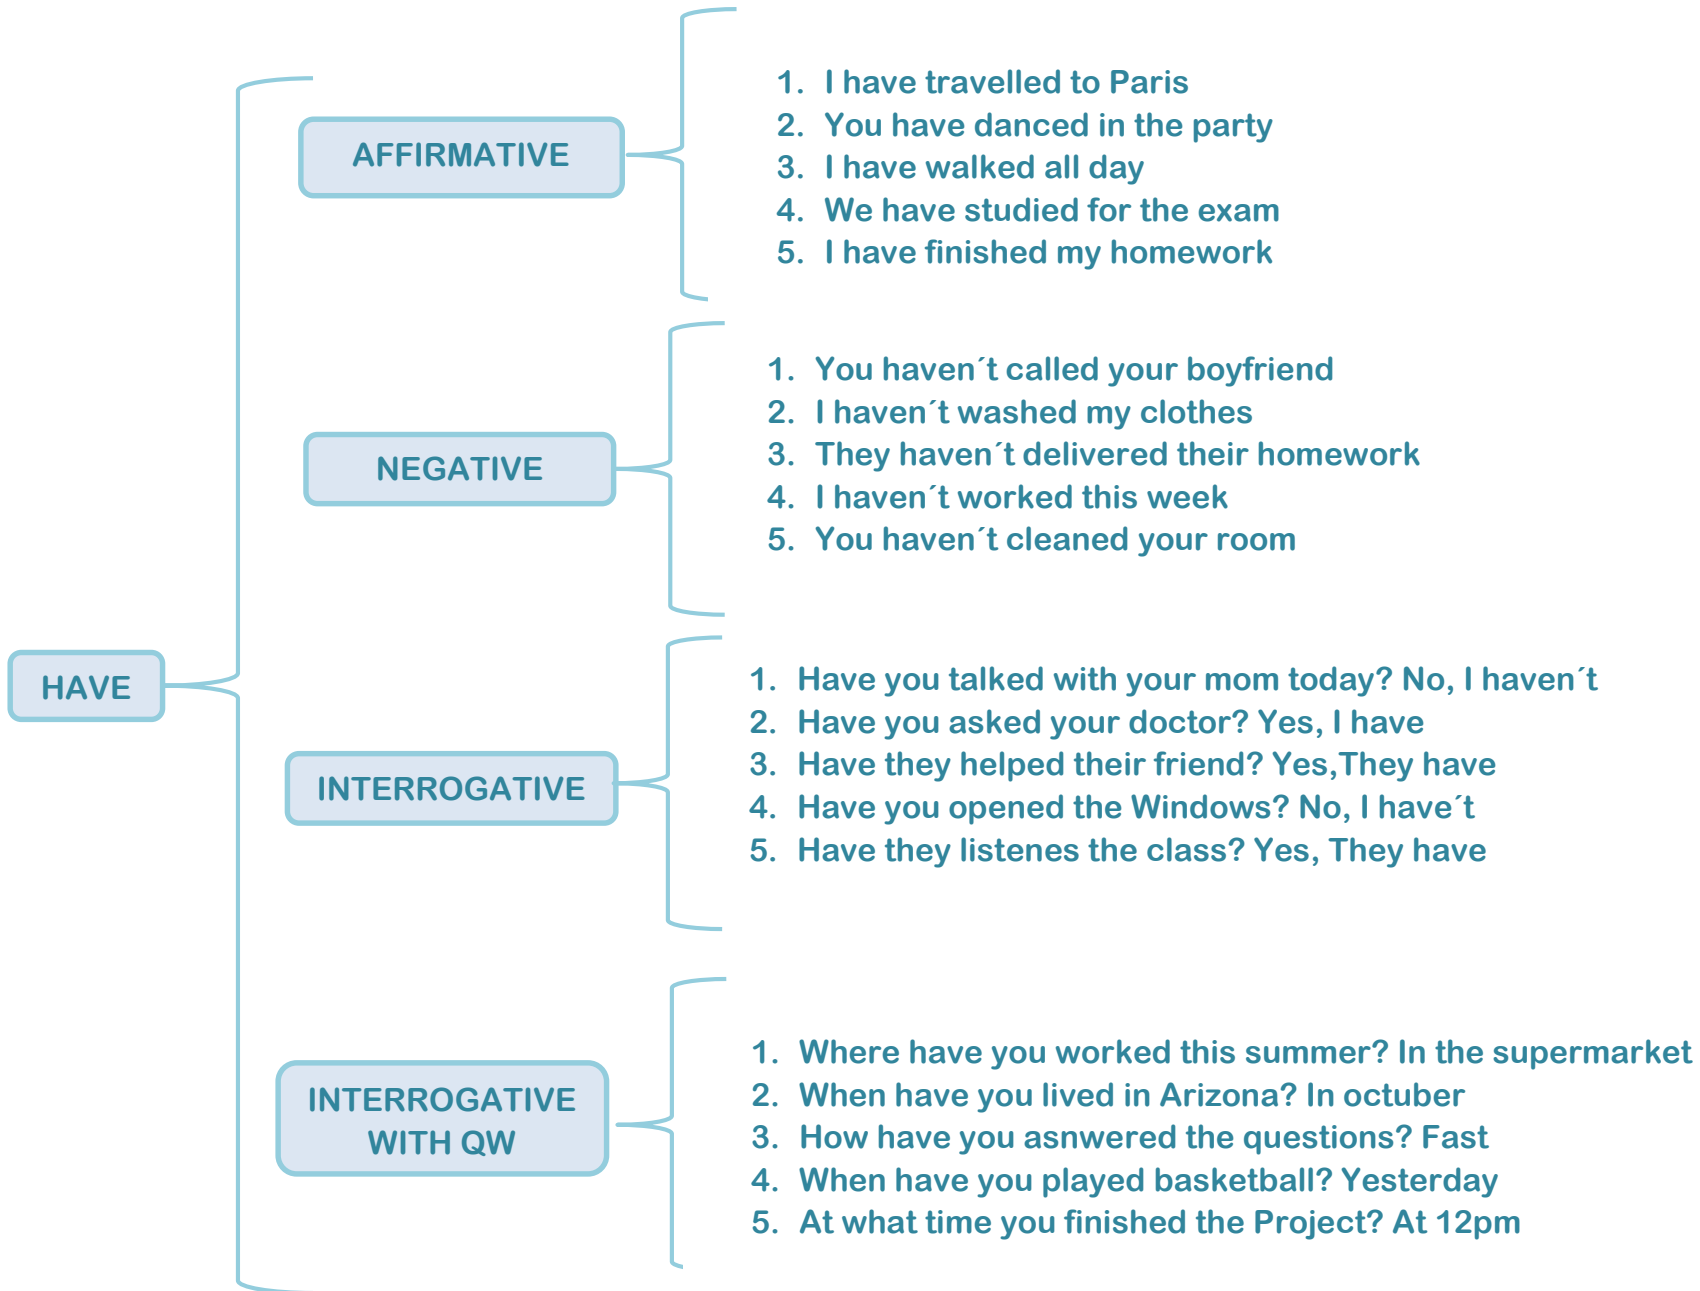 HAVE
AFFIRMATIVE
1. I have travelled to Paris
2. You have danced in the party
3. I have walked all day
4. We have studied for the exam
5. I have finished my homework
NEGATIVE
1. You haven´t called your boyfriend
2. I haven´t washed my clothes
3. They haven´t delivered their homework
4. I haven´t worked this week
5. You haven´t cleaned your room
INTERROGATIVE
1. Have you talked with your mom today? No, I haven´t
2. Have you asked your doctor? Yes, I have
3. Have they helped their friend? Yes,They have
4. Have you opened the Windows? No, I have´t
5. Have they listenes the class? Yes, They have
INTERROGATIVE
WITH QW
1. Where have you worked this summer? In the supermarket
2. When have you lived in Arizona? In octuber
3. How have you asnwered the questions? Fast
4. When have you played basketball? Yesterday
5. At what time you finished the Project? At 12pm